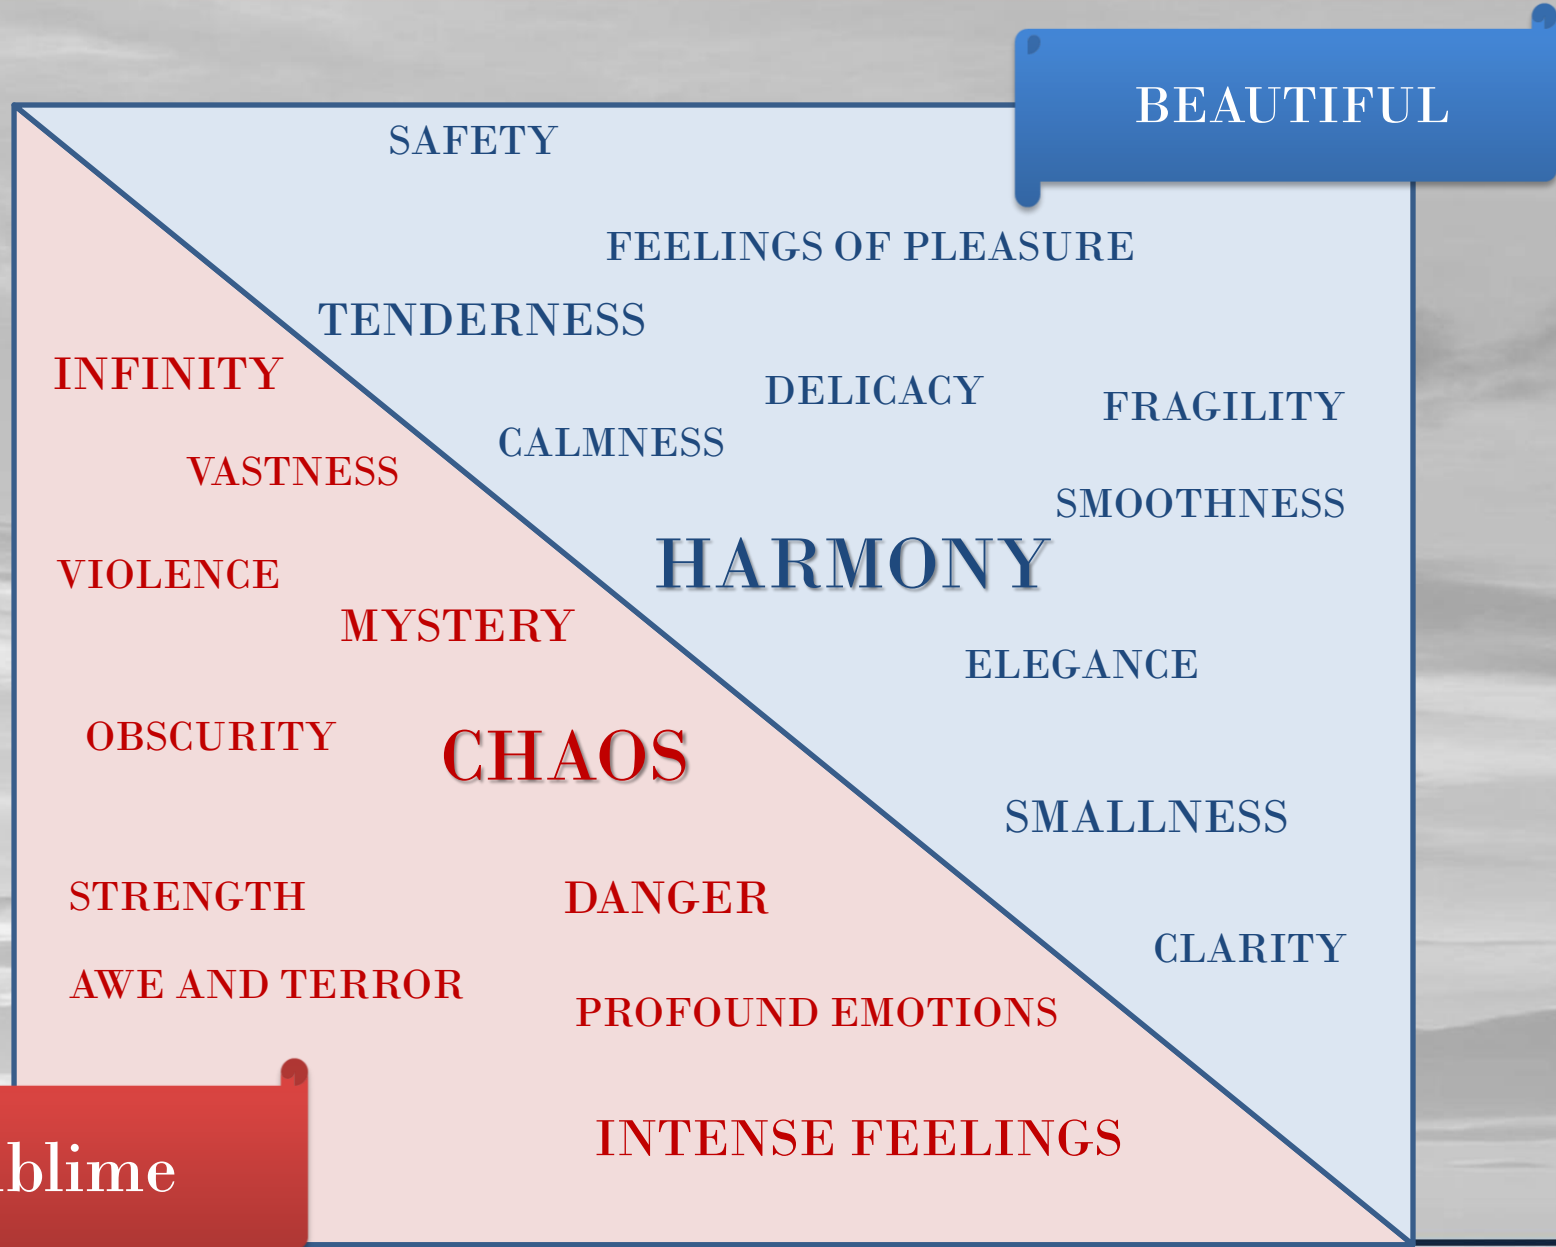 BEAUTIFUL
SAFETY
FEELINGS OF PLEASURE
TENDERNESS
DELICACY
FRAGILITY
CALMNESS
SMOOTHNESS
HARMONY
ELEGANCE
SMALLNESS
CLARITY
INFINITY
VASTNESS
VIOLENCE
MYSTERY
OBSCURITY
CHAOS
STRENGTH
DANGER
AWE AND TERROR
PROFOUND EMOTIONS
INTENSE FEELINGS
blime